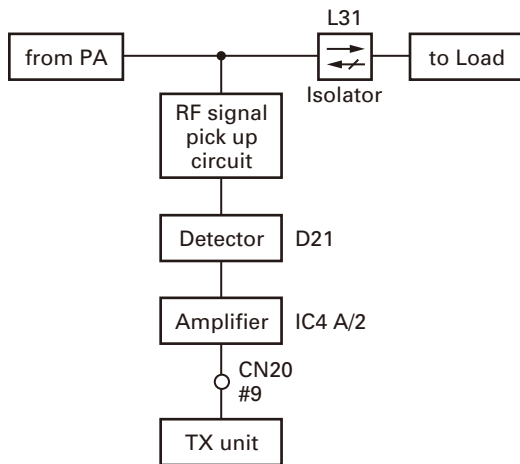 L31
from PA
to Load
Isolator
RF signal
pick up
circuit
Detector
D21
Amplifier
IC4 A/2
CN20
#9
TX unit